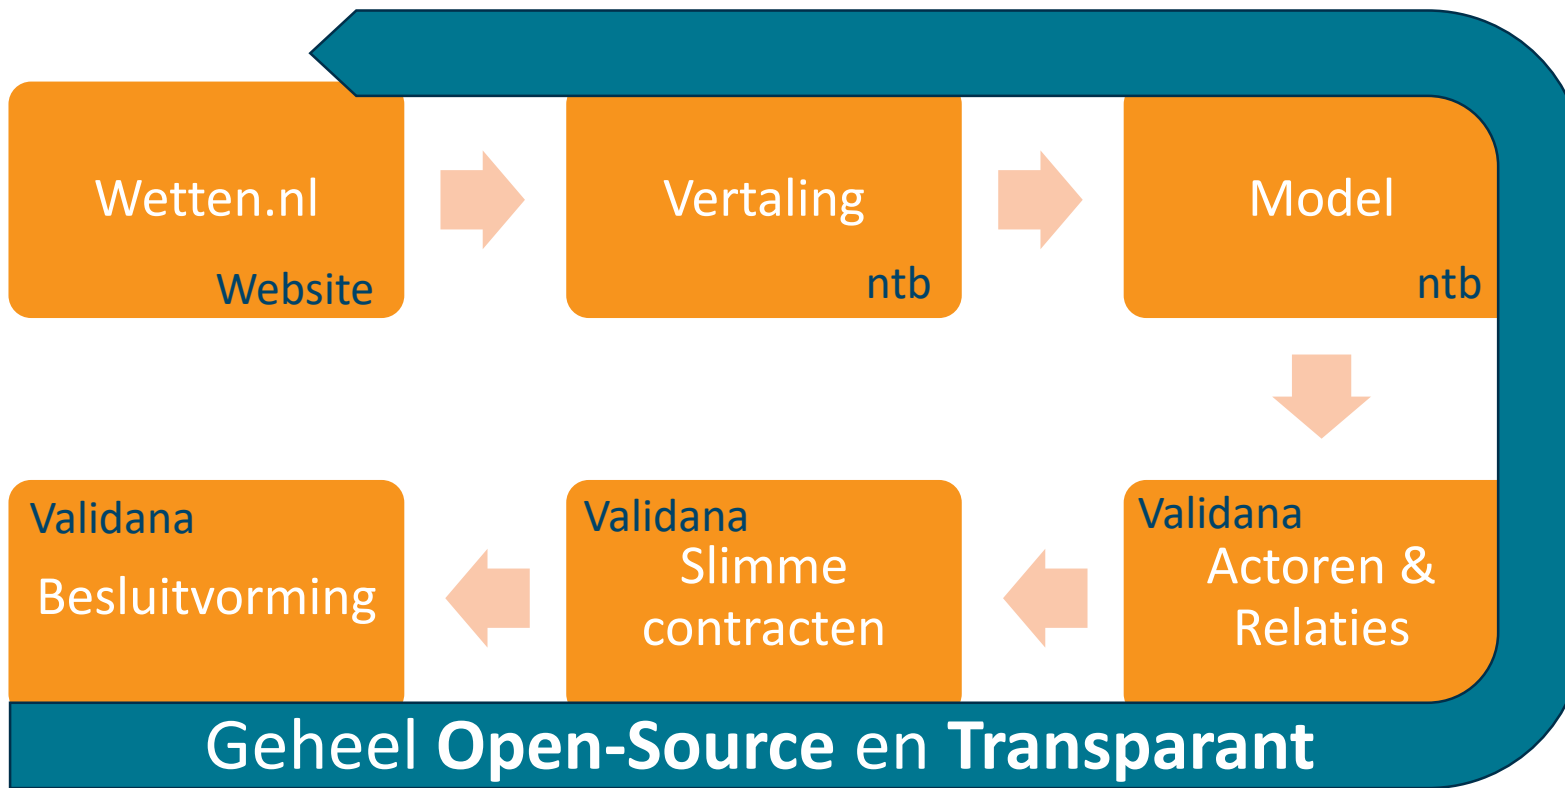 Wetten.nl
Website
Vertaling
ntb
Model
ntb
Validana
Actoren &
Relaties
Validana
Slimme
contracten
Validana
Besluitvorming
Geheel Open-Source en Transparant